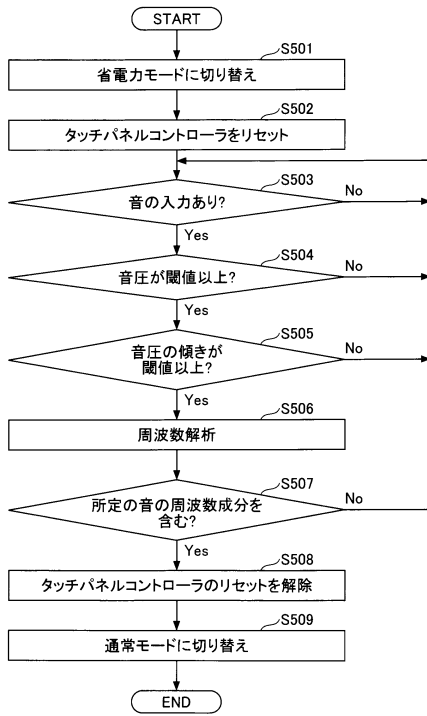 START
S501
省電力モードに切り替え
S502
タッチパネルコントローラをリセット
S503
音の入力あり?
No
Yes
S504
音圧が閾値以上?
No
Yes
S505
音圧の傾きが
閾値以上?
No
Yes
S506
周波数解析
S507
所定の音の周波数成分を
含む?
No
Yes
S508
タッチパネルコントローラのリセットを解除
S509
通常モードに切り替え
END